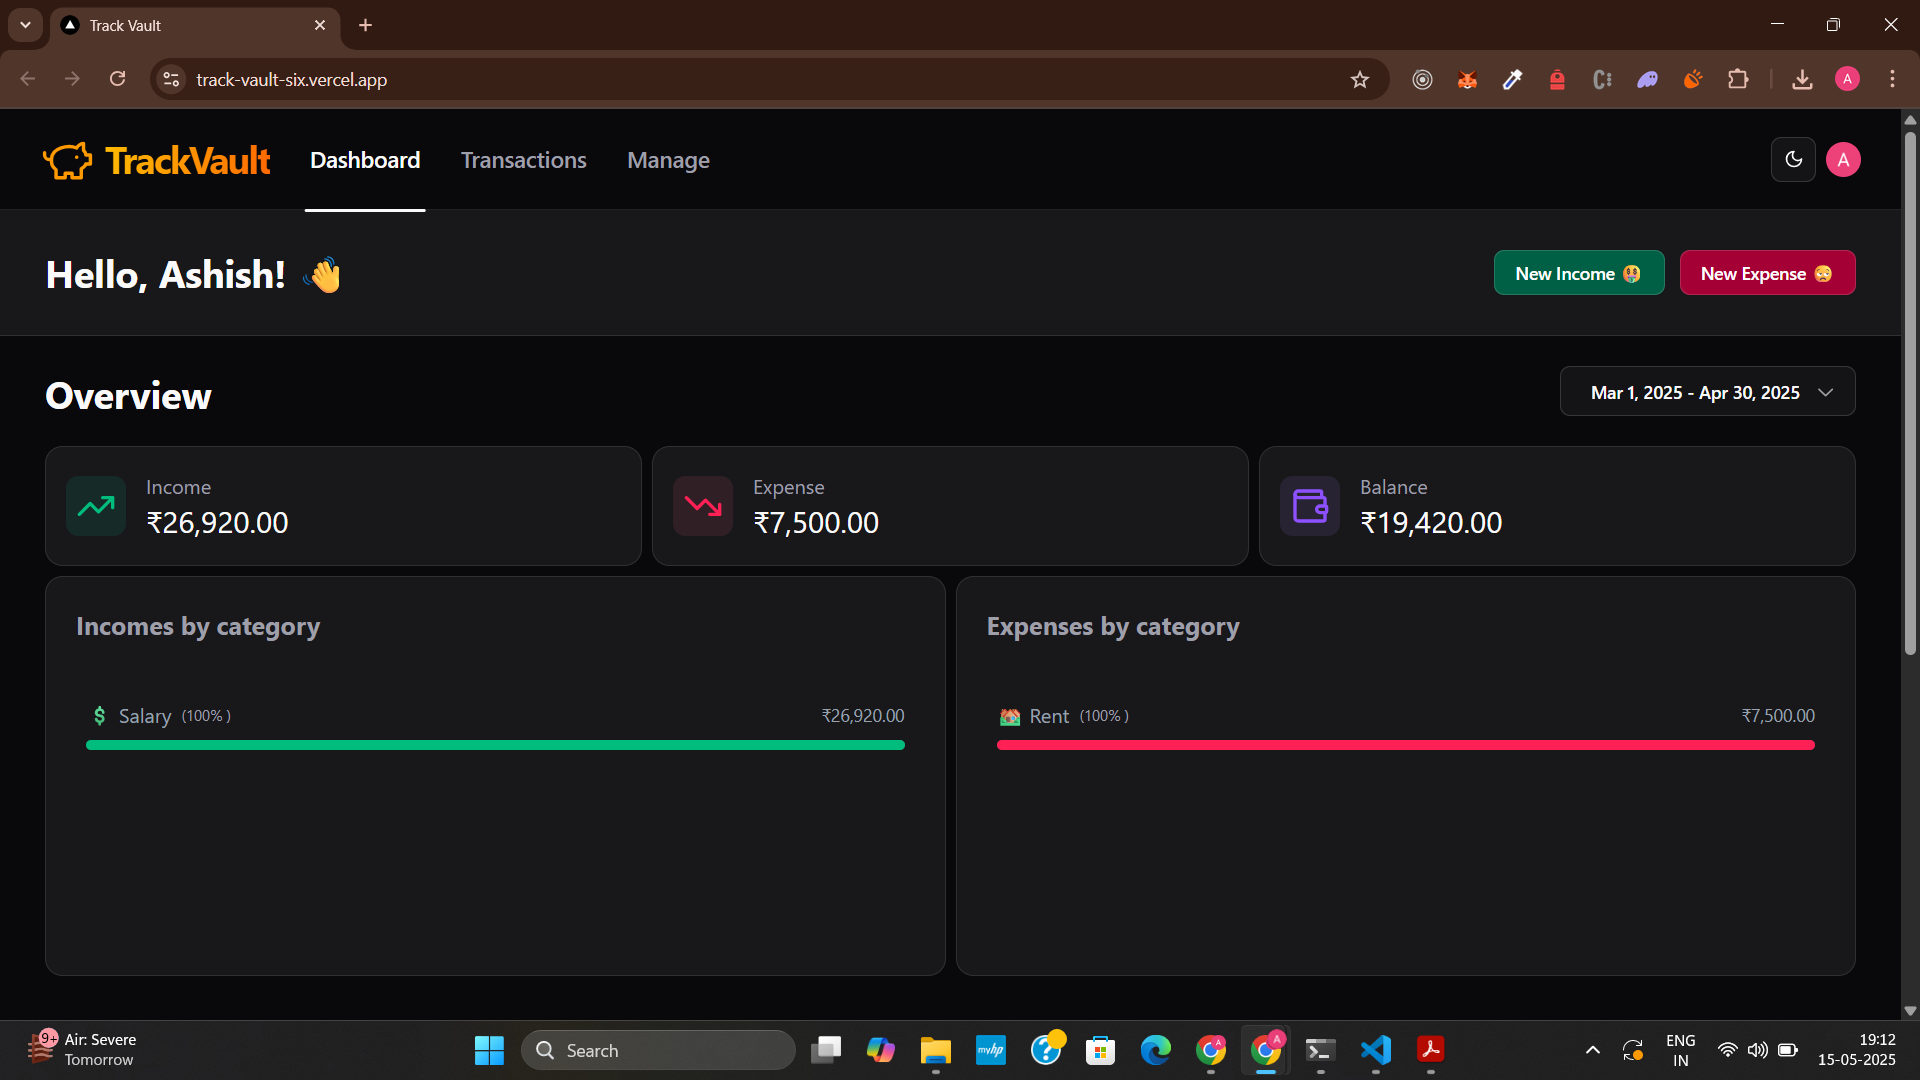 Track Vault
track-vault-six.vercel.app
A
TrackVault
Dashboard
Transactions
Manage
A
Hello, Ashish! 👋
New Income 🤑
New Expense 😤
Overview
Mar 1, 2025 - Apr 30, 2025
Income
₹26,920.00
Expense
₹7,500.00
Balance
₹19,420.00
Incomes by category
Salary (100% )
₹26,920.00
Expenses by category
Rent (100% )
₹7,500.00
9+
Air: Severe
Tomorrow
Search
myhp
A
A
ENG
IN
19:12
15-05-2025